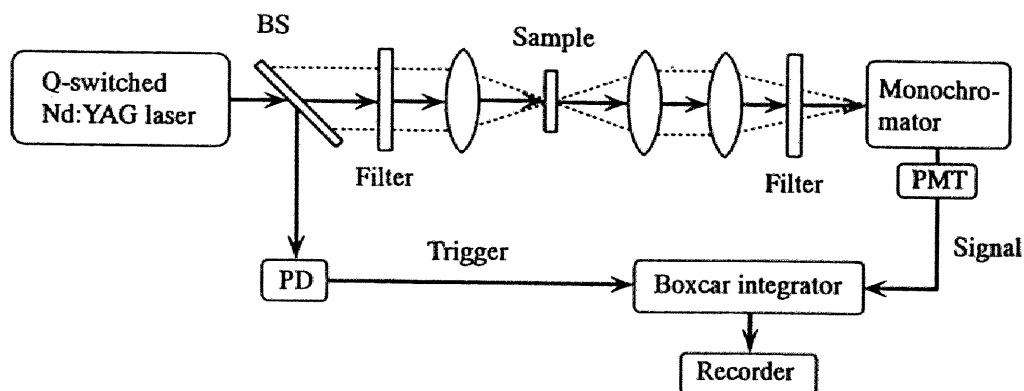 BS
Sample
Q-switched
Nd:YAG laser
Monochro-
mator
Filter
Filter
PMT
Trigger
Signal
PD
Boxcar integrator
Recorder